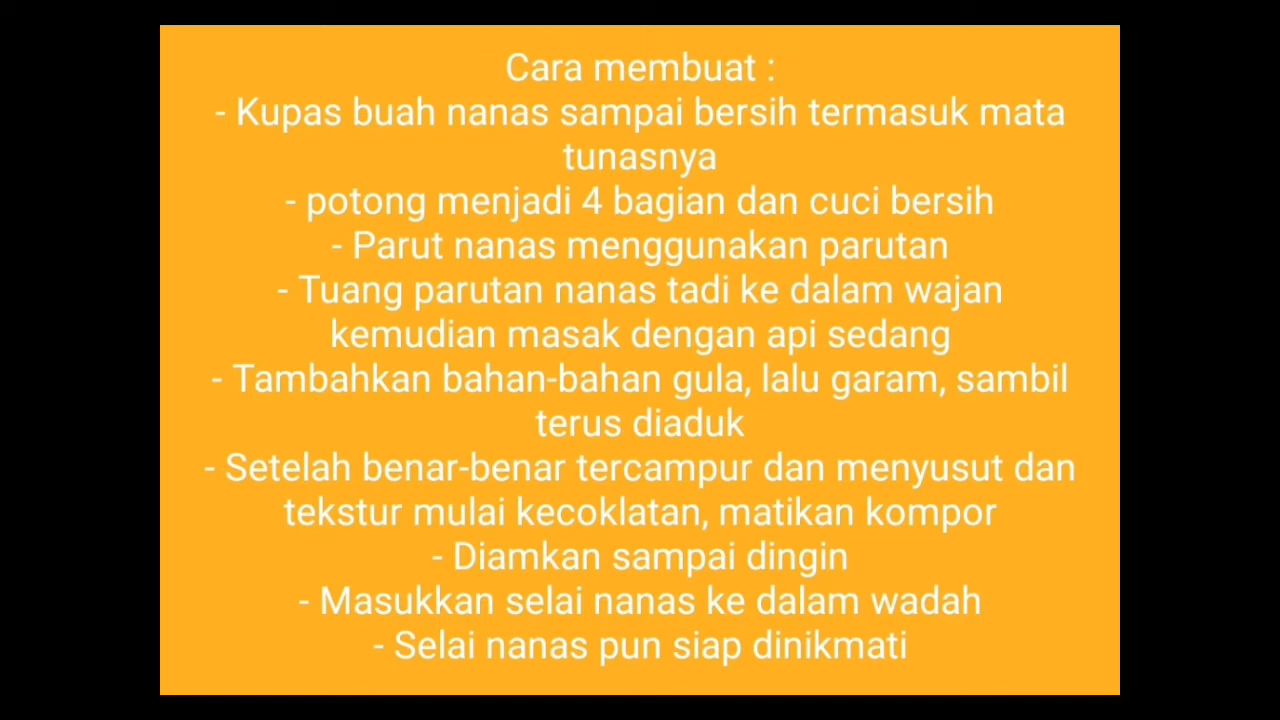 Cara membuat :
- Kupas buah nanas sampai bersih termasuk mata
tunasnya
- potong menjadi 4 bagian dan cuci bersih
- Parut nanas menggunakan parutan
- Tuang parutan nanas tadi ke dalam wajan
kemudian masak dengan api sedang
- Tambahkan bahan-bahan gula, lalu garam, sambil
terus diaduk
- Setelah benar-benar tercampur dan menyusut dan
tekstur mulai kecoklatan, matikan kompor
- Diamkan sampai dingin
- Masukkan selai nanas ke dalam wadah
- Selai nanas pun siap dinikmati